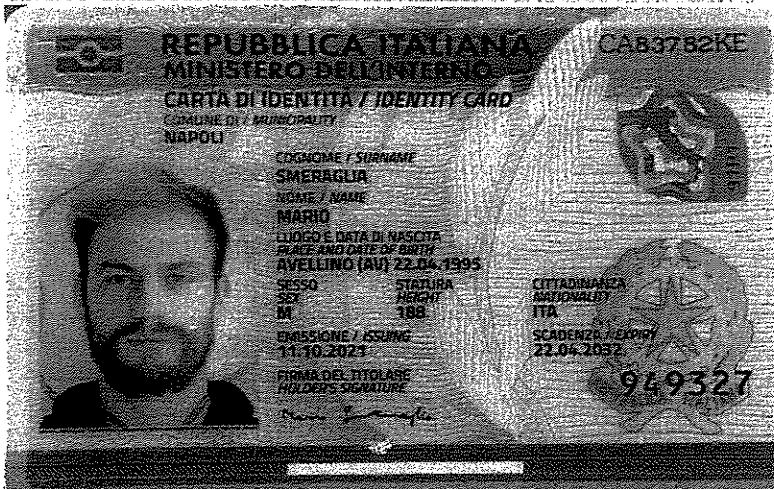 REPUBBLICA ITALIANA
CA83782KE
MINISTERO DELL'INTERNO
CARTA DI IDENTITÀ / IDENTITY CARD
COMUNE DI / MUNICIPALITY
NAPOLI
COGNOME / SURNAME
SMERAGLIA
NOME / NAME
MARIO
LUOGO E DATA DI NASCITA
PLACE AND DATE OF BIRTH
AVELLINO (AV) 22.04.1995
SESSO STATURA CITTADINANZA
SEX HEIGHT NATIONALITY
M 188 ITA
EMISSIONE / ISSUING SCADENZA / EXPIRY
11.10.2021 22.04.2032
FIRMA DEL TITOLARE
HOLDER'S SIGNATURE
949327